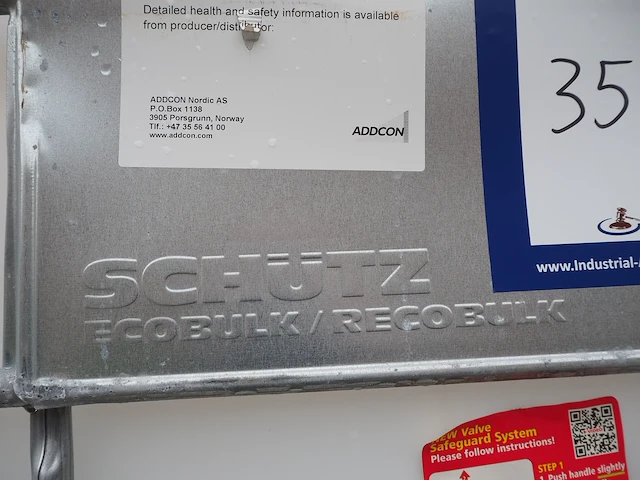 Detailed health and safety information is available
from producer/distributor:
ADDCON Nordic AS
P.O.Box 1138
3905 Porsgrunn, Norway
Tlf.: +47 35 56 41 00
www.addcon.com
ADDCON
35
www.Industrial-A
SCHÜTZ
ECOBULK / RECOBULK
NEW Valve
Safeguard System
Please follow instructions!
STEP 1
1. Push handle slightly